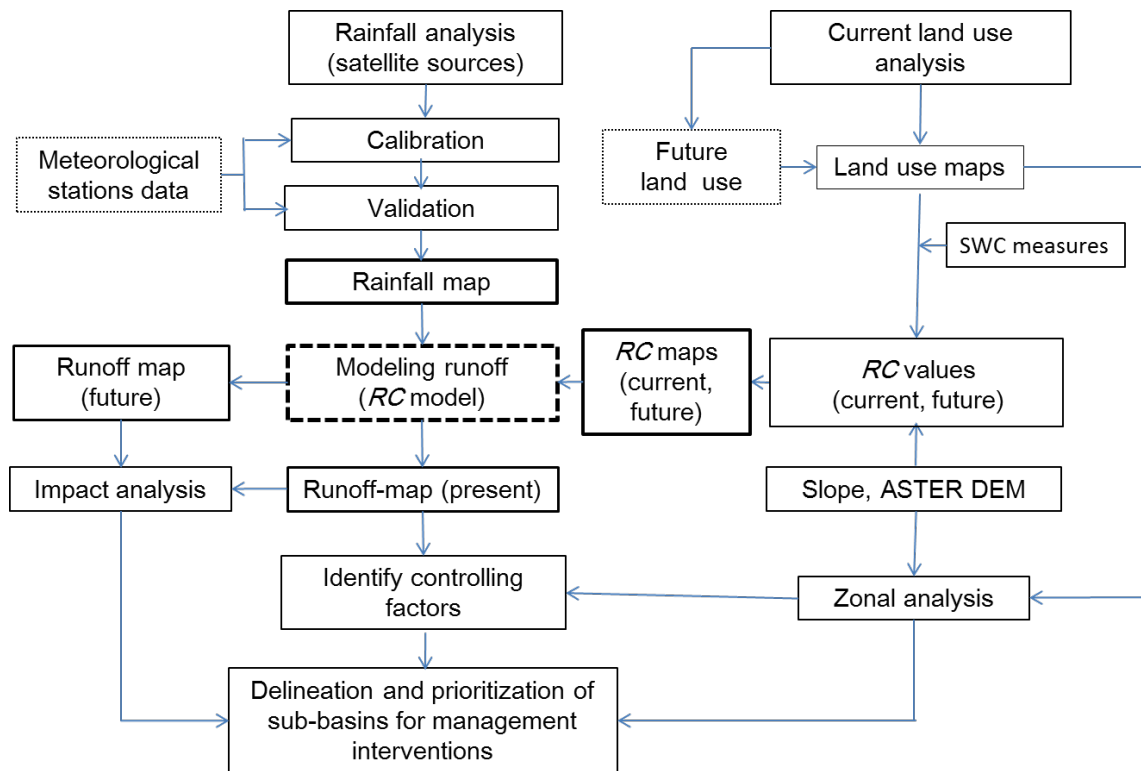 Rainfall analysis
(satellite sources)
Current land use
analysis
Meteorological
stations data
Calibration
Validation
Future
land use
Land use maps
SWC measures
Rainfall map
Runoff map
(future)
Modeling runoff
(RC model)
RC maps
(current,
future)
RC values
(current, future)
Impact analysis
Runoff-map (present)
Slope, ASTER DEM
Identify controlling
factors
Zonal analysis
Delineation and prioritization of
sub-basins for management
interventions